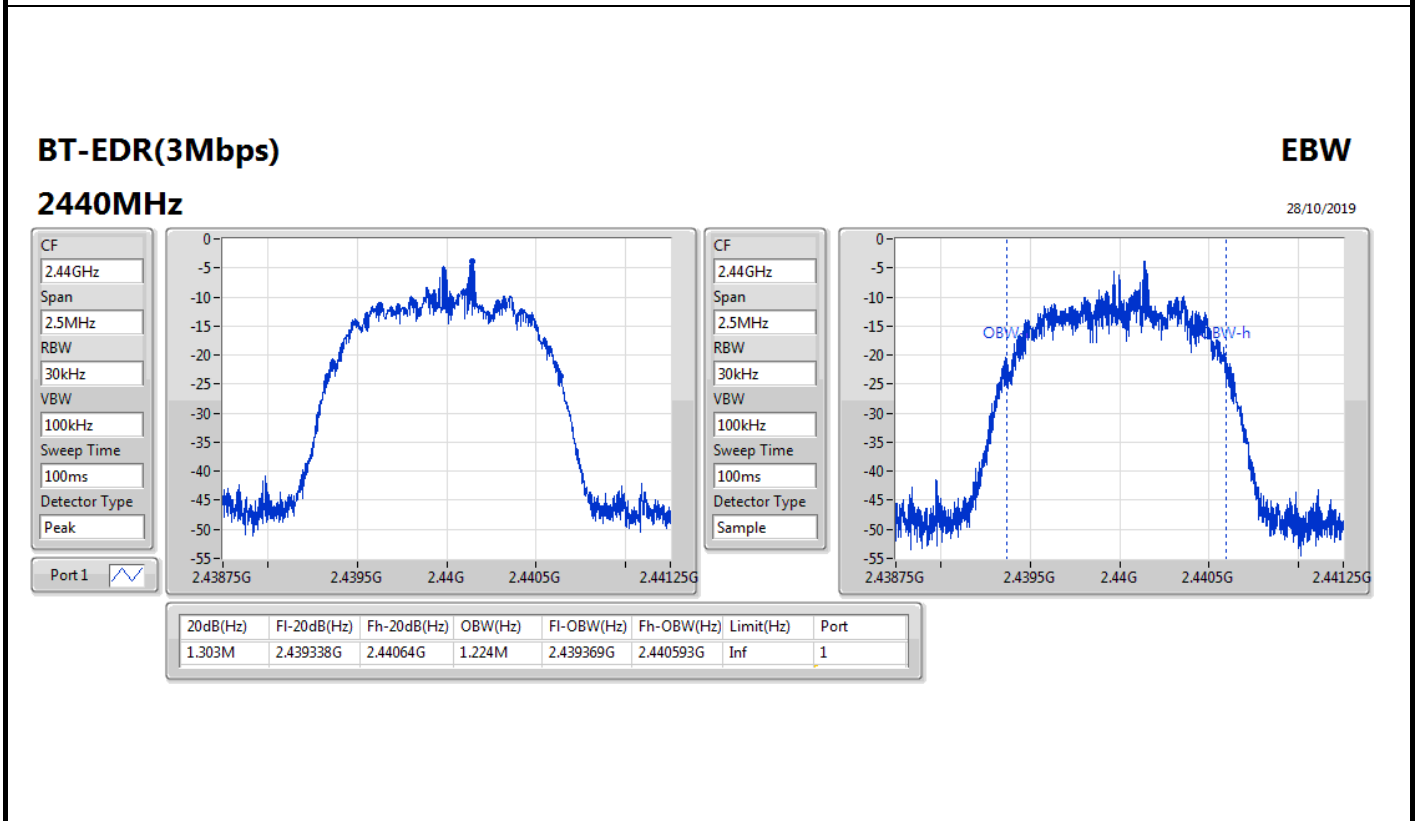 BT-EDR(3Mbps)
EBW
2440MHz
28/10/2019
CF
2.44GHz
Span
2.5MHz
RBW
30kHz
VBW
100kHz
Sweep Time
100ms
Detector Type
Peak
Port 1
0
-5
-10
-15
-20
-25
-30
-35
-40
-45
-50
-55
2.43875G 2.4395G 2.44G 2.4405G 2.44125G
CF
2.44GHz
Span
2.5MHz
RBW
30kHz
VBW
100kHz
Sweep Time
100ms
Detector Type
Sample
0
-5
-10
-15
-20
-25
-30
-35
-40
-45
-50
-55
OBW-h
2.43875G 2.4395G 2.44G 2.4405G 2.44125G
20dB(Hz) Fl-20dB(Hz) Fh-20dB(Hz) OBW(Hz) Fl-OBW(Hz) Fh-OBW(Hz) Limit(Hz) Port
1.303M 2.439338G 2.44064G 1.224M 2.439369G 2.440593G Inf 1